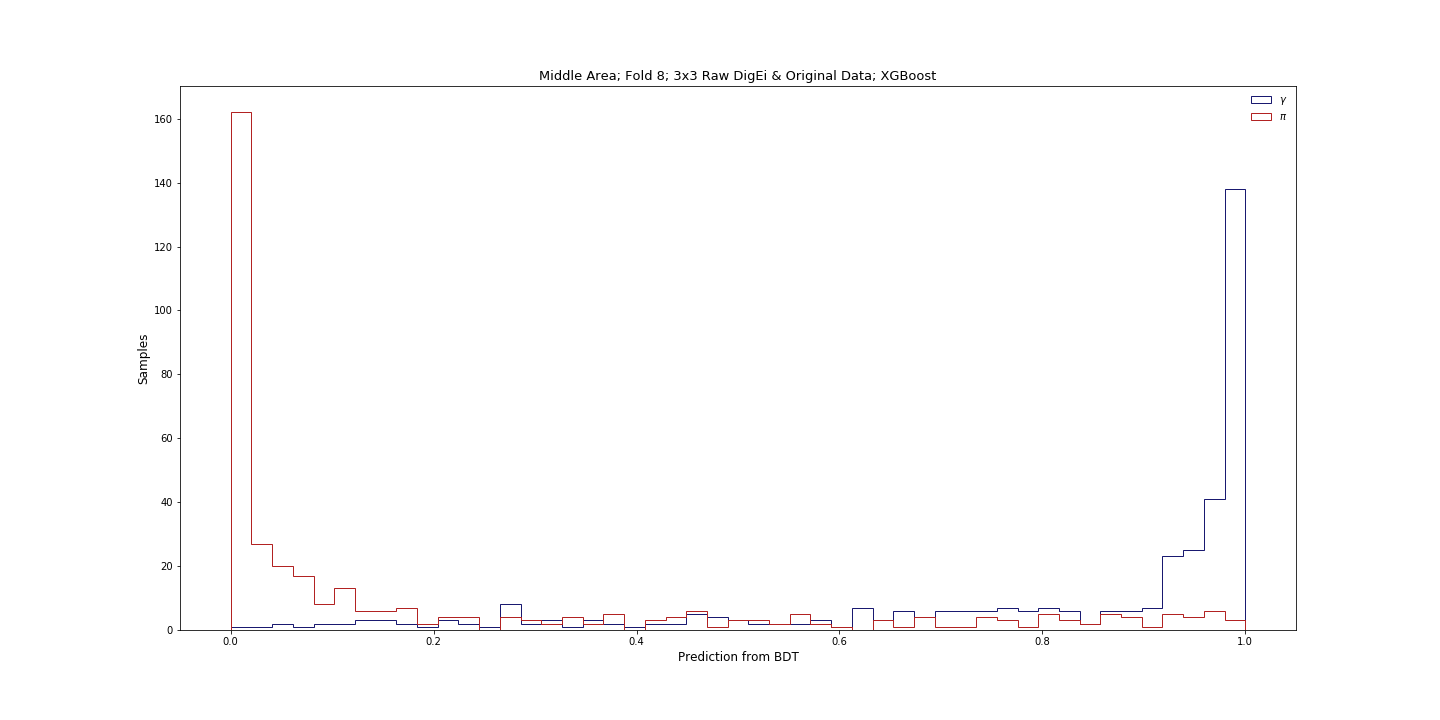 Middle Area; Fold 8; 3x3 Raw DigEi & Original Data; XGBoost
γ
π
160
140
120
100
80
60
40
20
0
Samples
0.0 0.2 0.4 0.6 0.8 1.0
Prediction from BDT